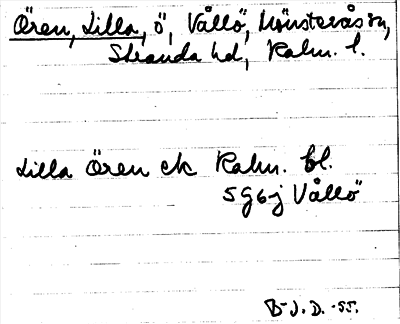 Ören, Lilla, ö, Vållö, Mönsterås sn,
Stranda hd, Kalm. l.
Lilla Ören ek Kalm. bl.
5g6j Vållö
B-J.D. -55.